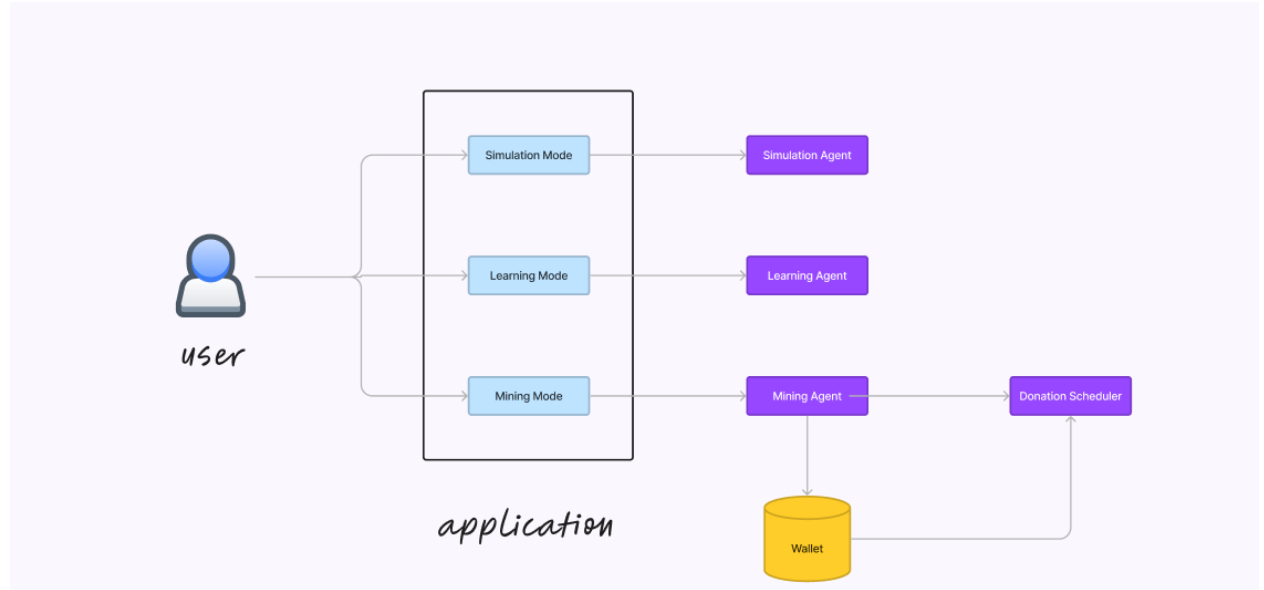 Simulation Mode
Simulation Agent
Learning Mode
Learning Agent
user
Mining Mode
Mining Agent
Donation Scheduler
application
Wallet